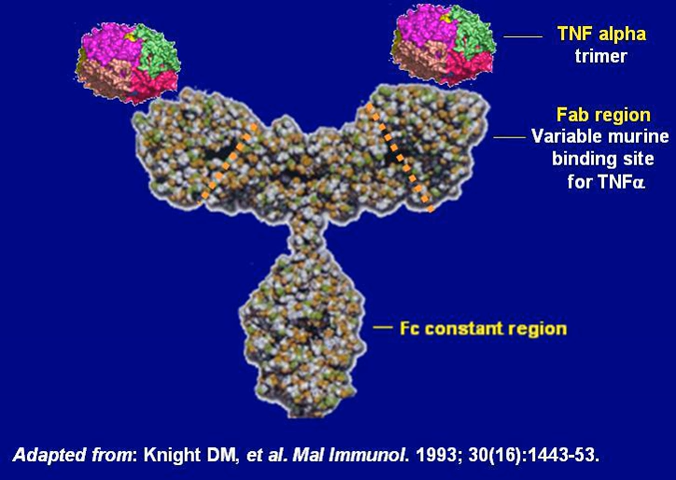 TNF alpha
trimer
Fab region
Variable murine
binding site
for TNFα
Fc constant region
Adapted from: Knight DM, et al. Mal Immunol. 1993; 30(16):1443-53.